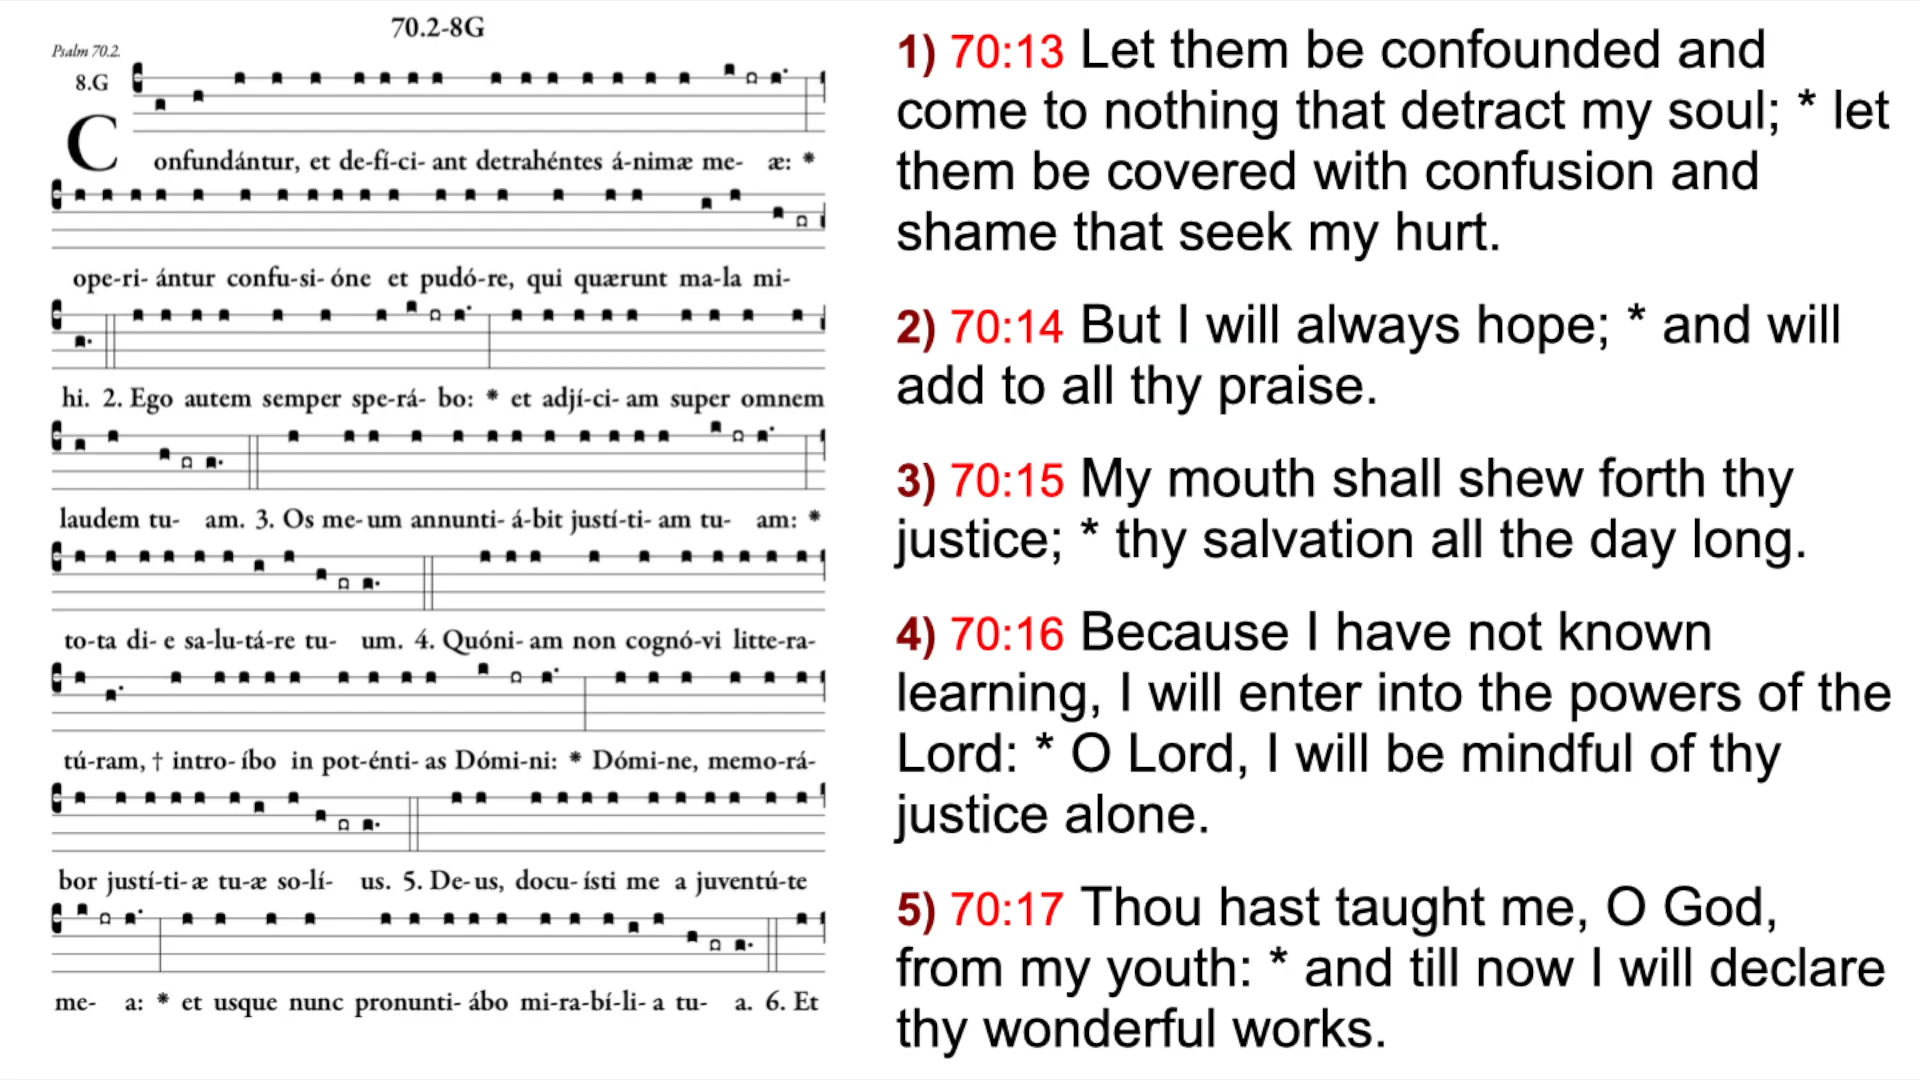 70.2-8G
Psalm 70.2.
8.G
Confundántur, et de-fí-ci- ant detrahéntes á-nimæ me- æ: *
ope-ri- ántur confu-si- óne et pudó-re, qui quærunt ma-la mi-
hi. 2. Ego autem semper spe-rá- bo: * et adjí-ci- am super omnem
laudem tu- am. 3. Os me-um annunti- á-bit justí-ti- am tu- am: *
to-ta di- e sa-lu-tá-re tu- um. 4. Quóni- am non cognó-vi litte-ra-
tú-ram, † intro- íbo in pot-énti- as Dómi-ni: * Dómi-ne, memo-rá-
bor justí-ti- æ tu-æ so-lí- us. 5. De-us, docu- ísti me a juventú-te
me- a: * et usque nunc pronunti- ábo mi-ra-bí-li- a tu- a. 6. Et
1) 70:13 Let them be confounded and
come to nothing that detract my soul; * let
them be covered with confusion and
shame that seek my hurt.
2) 70:14 But I will always hope; * and will
add to all thy praise.
3) 70:15 My mouth shall shew forth thy
justice; * thy salvation all the day long.
4) 70:16 Because I have not known
learning, I will enter into the powers of the
Lord: * O Lord, I will be mindful of thy
justice alone.
5) 70:17 Thou hast taught me, O God,
from my youth: * and till now I will declare
thy wonderful works.